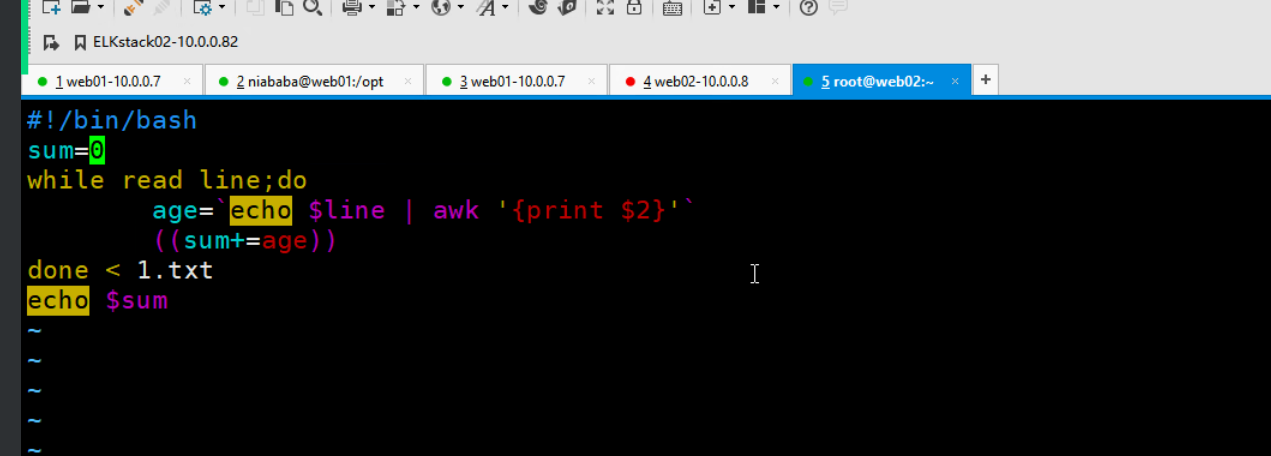 ELKstack02-10.0.0.82
1 web01-10.0.0.7 × 2 niababa@web01:/opt × 3 web01-10.0.0.7 × 4 web02-10.0.0.8 × 5 root@web02:~ × +
#!/bin/bash
sum=0
while read line;do
        age=`echo $line | awk '{print $2}'`
        ((sum+=age))
done < 1.txt
echo $sum
~
~
~
~
~